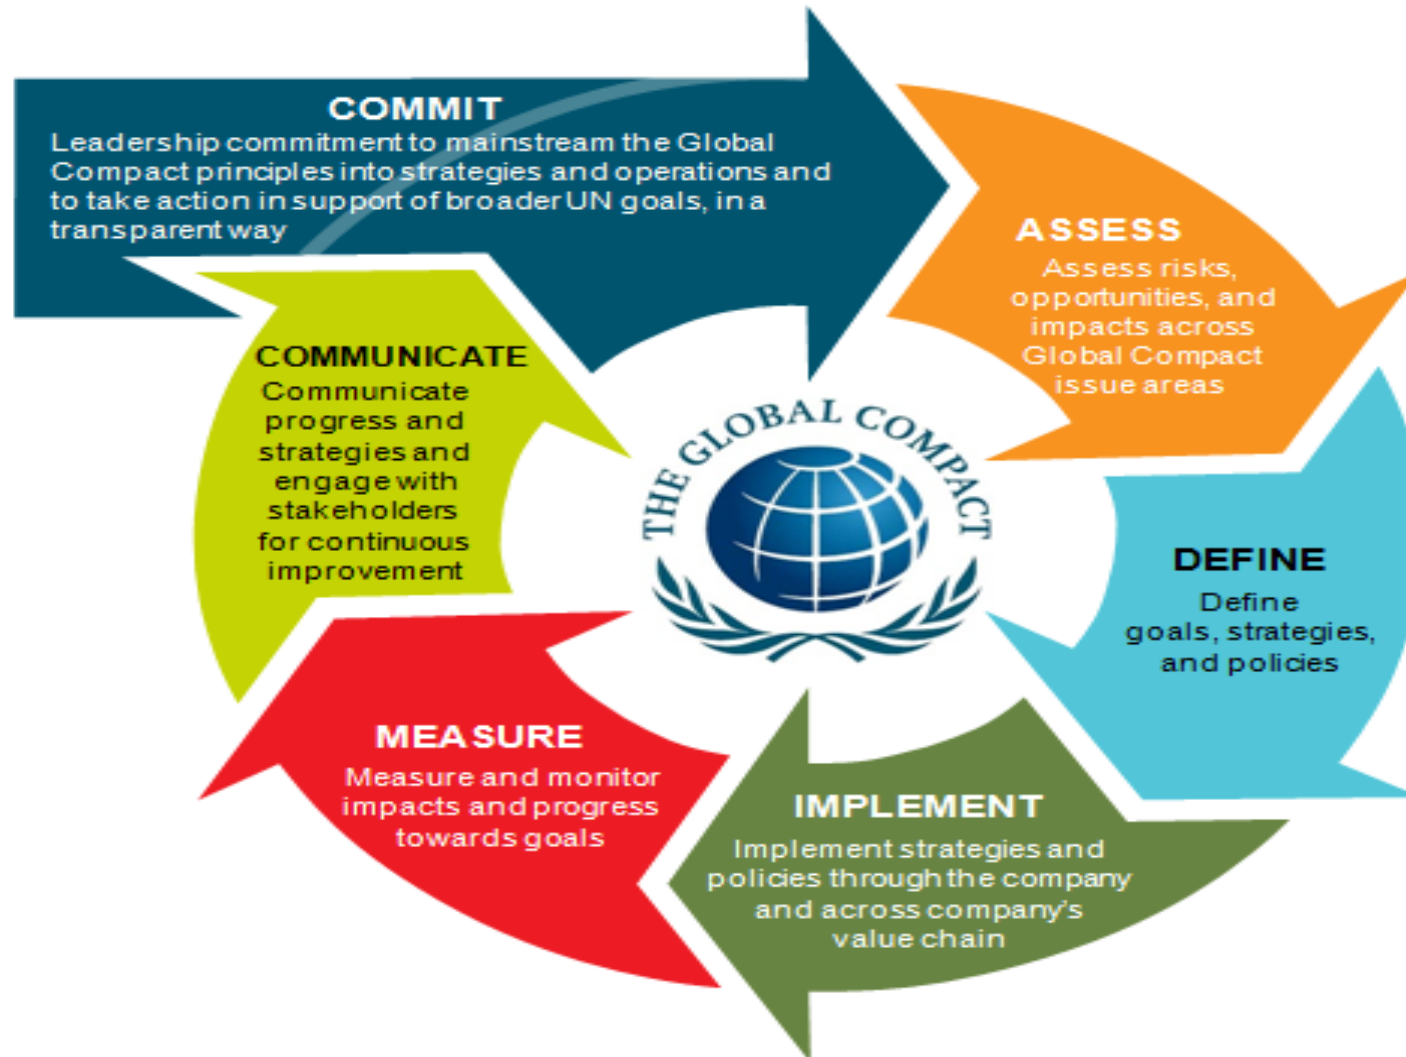 COMMIT
Leadership commitment to mainstream the Global
Compact principles into strategies and operations and
to take action in support of broader UN goals, in a
transparent way
ASSESS
Assess risks,
opportunities, and
impacts across
Global Compact
issue areas
DEFINE
Define
goals, strategies,
and policies
IMPLEMENT
Implement strategies and
policies through the company
and across company's
value chain
MEASURE
Measure and monitor
impacts and progress
towards goals
COMMUNICATE
Communicate
progress and
strategies and
engage with
stakeholders
for continuous
improvement
THE GLOBAL COMPACT